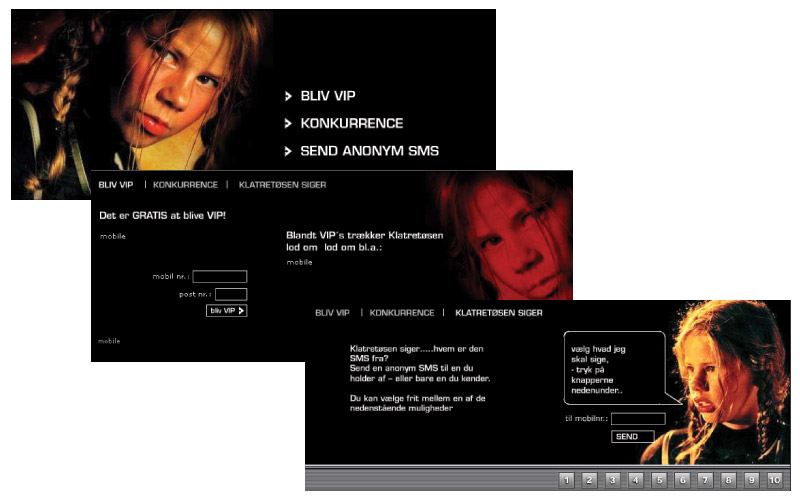 BLIV VIP
KONKURRENCE
SEND ANONYM SMS
BLIV VIP | KONKURRENCE | KLATRETØSEN SIGER
Det er GRATIS at blive VIP!
mobile
mobil nr.:
post nr.:
bliv VIP
mobile
Blandt VIP´s trækker Klatretøsen
lod om lod om bl.a.:
mobile
BLIV VIP | KONKURRENCE | KLATRETØSEN SIGER
Klatretøsen siger.....hvem er den
SMS fra?
Send en anonym SMS til en du
holder af – eller bare en du kender.
Du kan vælge frit mellem en af de
nedenstående muligheder
vælg hvad jeg
skal sige,
- tryk på
knapperne
nedenunder..
til mobilnr.:
SEND
1 2 3 4 5 6 7 8 9 10